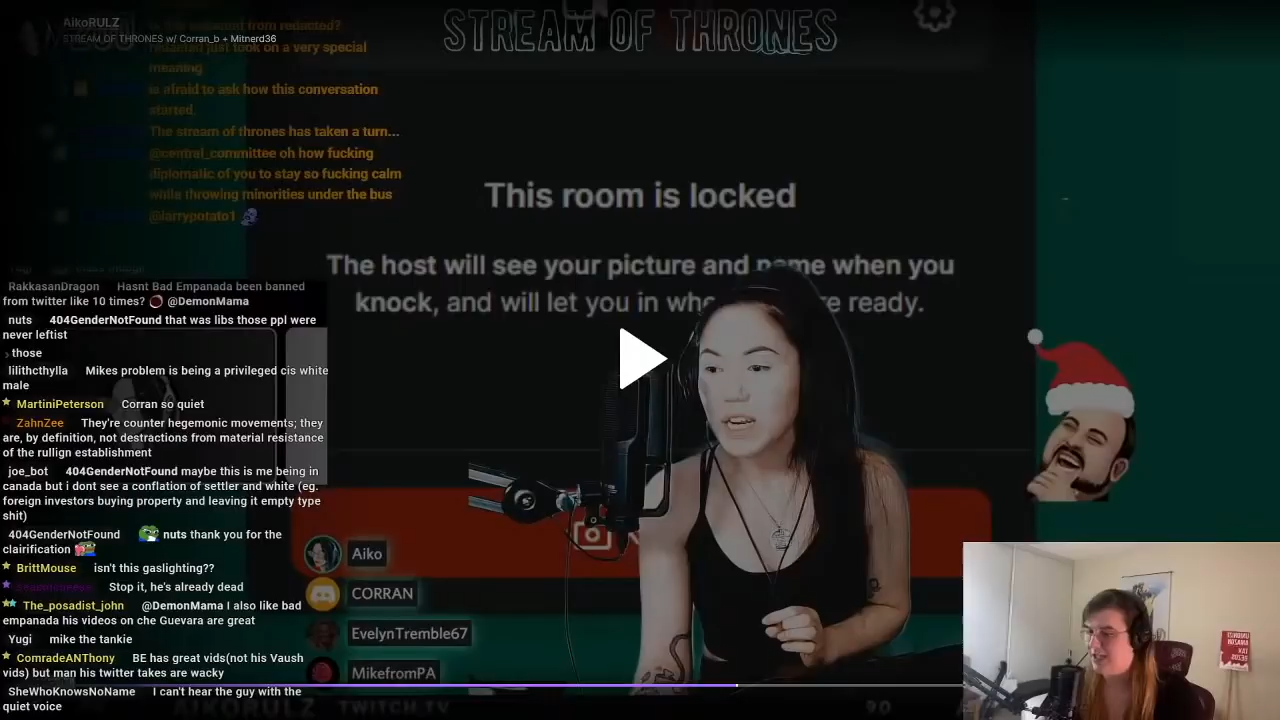 AikoRULZ
STREAM OF THRONES w/ Corran_b + Mitnerd36
STREAM OF THRONES
from redacted?
redacted just took on a very special
meaning
is afraid to ask how this conversation
started.
The stream of thrones has taken a turn...
@central_committee oh how fucking
diplomatic of you to stay so fucking calm
while throwing minorities under the bus
@larrypotato1
This room is locked
The host will see your picture and name when you
knock, and will let you in ready.
RakkasanDragon Hasnt Bad Empanada been banned
from twitter like 10 times? @DemonMama
nuts 404GenderNotFound that was libs those ppl were
never leftist
those
lilithcthylla Mikes problem is being a privileged cis white
male
MartiniPeterson Corran so quiet
ZahnZee They're counter hegemonic movements; they
are, by definition, not destractions from material resistance
of the rullign establishment
joe_bot 404GenderNotFound maybe this is me being in
canada but i dont see a conflation of settler and white (eg.
foreign investors buying property and leaving it empty type
shit)
404GenderNotFound nuts thank you for the
clairification
BrittMouse isn't this gaslighting??
Stop it, he's already dead
The_posadist_john @DemonMama I also like bad
empanada his videos on che Guevara are great
Yugi mike the tankie
ComradeANThony BE has great vids(not his Vaush
vids) but man his twitter takes are wacky
SheWhoKnowsNoName I can't hear the guy with the
quiet voice
Aiko
CORRAN
EvelynTremble67
MikefromPA
AIKORULZ TWITCH.TV
90